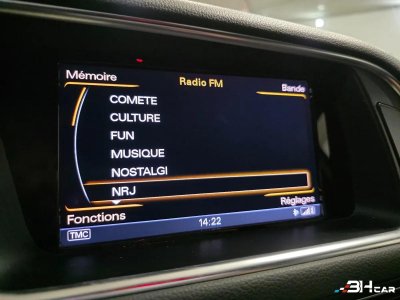 Mémoire
Radio FM
Bande
COMETE
CULTURE
FUN
MUSIQUE
NOSTALGI
NRJ
Fonctions
Réglages
TMC
14:22
3HCAR